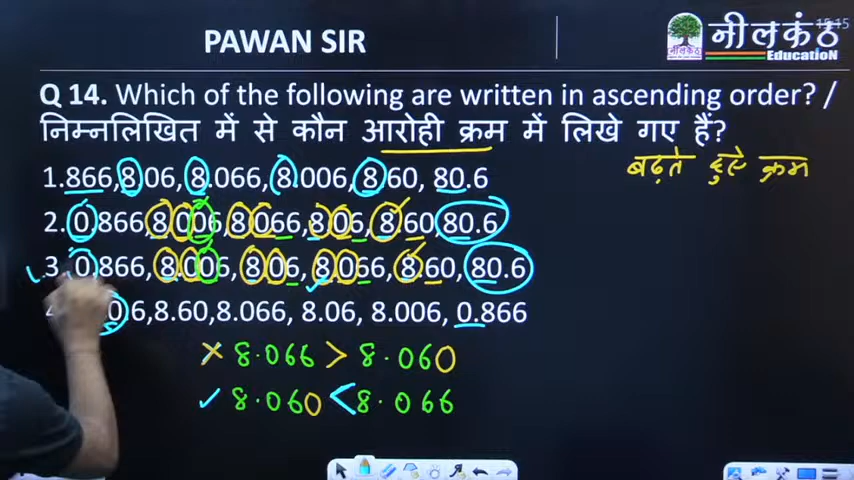 PAWAN SIR
नीलकंठ
15:15
नीलकंठ
EducatioN
Q 14. Which of the following are written in ascending order? /
निम्नलिखित में से कौन आरोही क्रम में लिखे गए हैं?
बढ़ते हुए क्रम
1.866,8.06,8.066,8.006,8.60, 80.6
2. 0.866,8.006,8.066,8.06,8.60,80.6
3. 0.866,8.006,8.06,8.066,8.60,80.6
0.6,8.60,8.066, 8.06, 8.006, 0.866
× 8.066 > 8.060
✓ 8.060 < 8.066